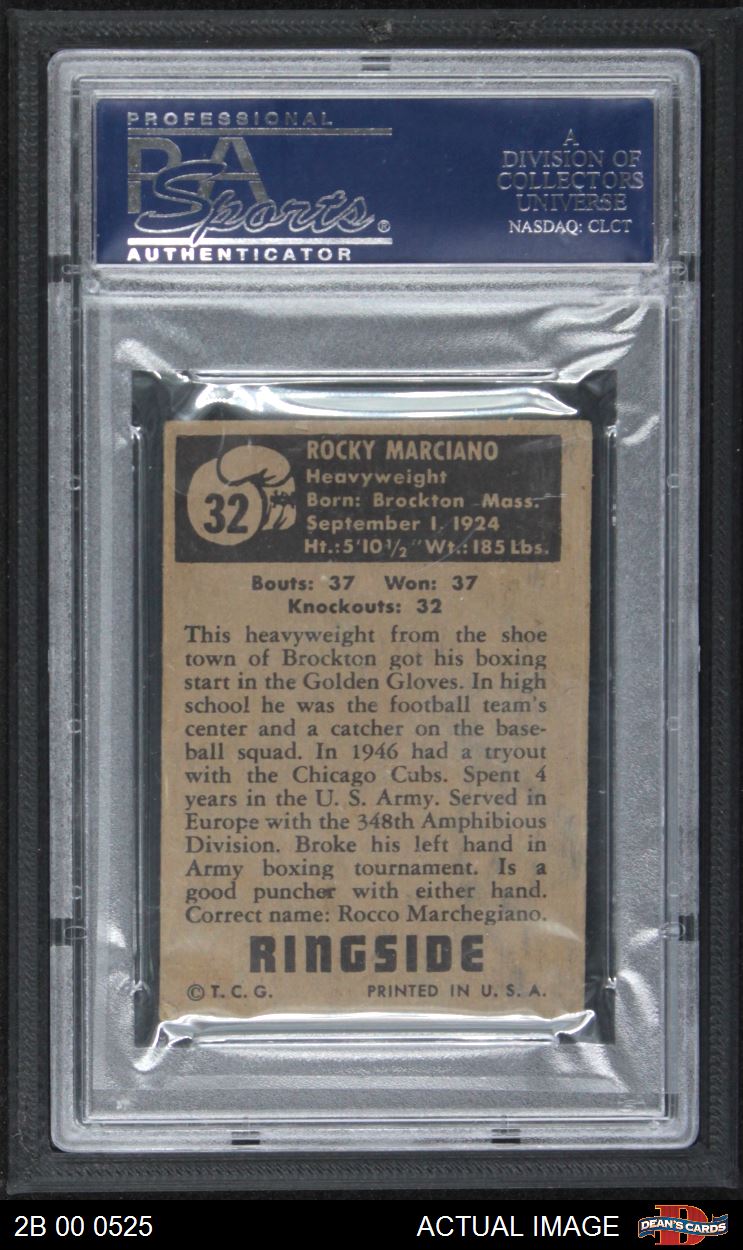 PROFESSIONAL
PSA
Sports®
AUTHENTICATOR
A
DIVISION OF
COLLECTORS
UNIVERSE
NASDAQ: CLCT
32
ROCKY MARCIANO
Heavyweight
Born: Brockton Mass.
September 1, 1924
Ht.: 5'10 1/2" Wt.: 185 Lbs.
Bouts: 37 Won: 37
Knockouts: 32
This heavyweight from the shoe
town of Brockton got his boxing
start in the Golden Gloves. In high
school he was the football team's
center and a catcher on the base-
ball squad. In 1946 had a tryout
with the Chicago Cubs. Spent 4
years in the U. S. Army. Served in
Europe with the 348th Amphibious
Division. Broke his left hand in
Army boxing tournament. Is a
good puncher with either hand.
Correct name: Rocco Marchegiano.
RINGSIDE
© T. C. G. PRINTED IN U. S. A.
2B 00 0525 ACTUAL IMAGE
DEAN'S CARDS